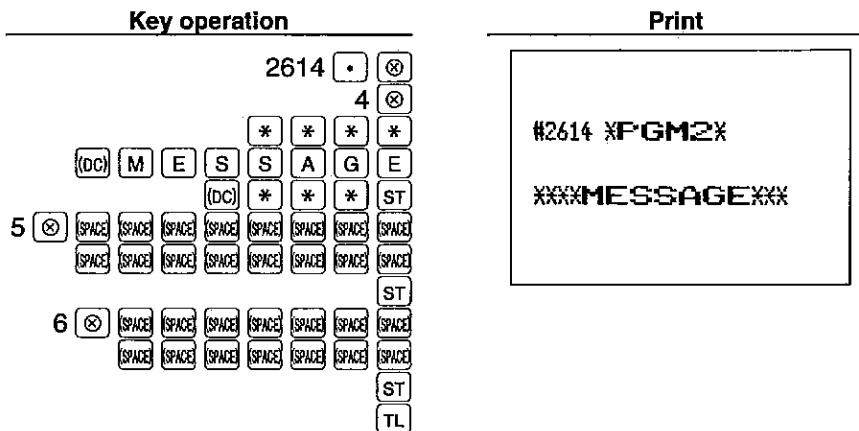 Key operation
2614 • ⊗
4 ⊗
* * * *
(DC) M E S S A G E
(DC) * * * ST
5 ⊗ (SPACE) (SPACE) (SPACE) (SPACE) (SPACE) (SPACE) (SPACE) (SPACE)
(SPACE) (SPACE) (SPACE) (SPACE) (SPACE) (SPACE) (SPACE) (SPACE)
ST
6 ⊗ (SPACE) (SPACE) (SPACE) (SPACE) (SPACE) (SPACE) (SPACE)
(SPACE) (SPACE) (SPACE) (SPACE) (SPACE) (SPACE) (SPACE)
ST
TL
Print
#2614 *PGM2*
****MESSAGE***